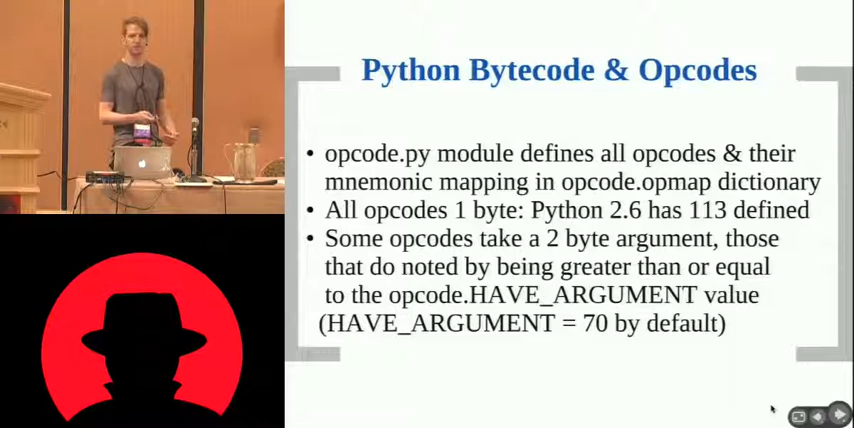 Python Bytecode & Opcodes
• opcode.py module defines all opcodes & their
mnemonic mapping in opcode.opmap dictionary
• All opcodes 1 byte: Python 2.6 has 113 defined
• Some opcodes take a 2 byte argument, those
that do noted by being greater than or equal
to the opcode.HAVE_ARGUMENT value
(HAVE_ARGUMENT = 70 by default)